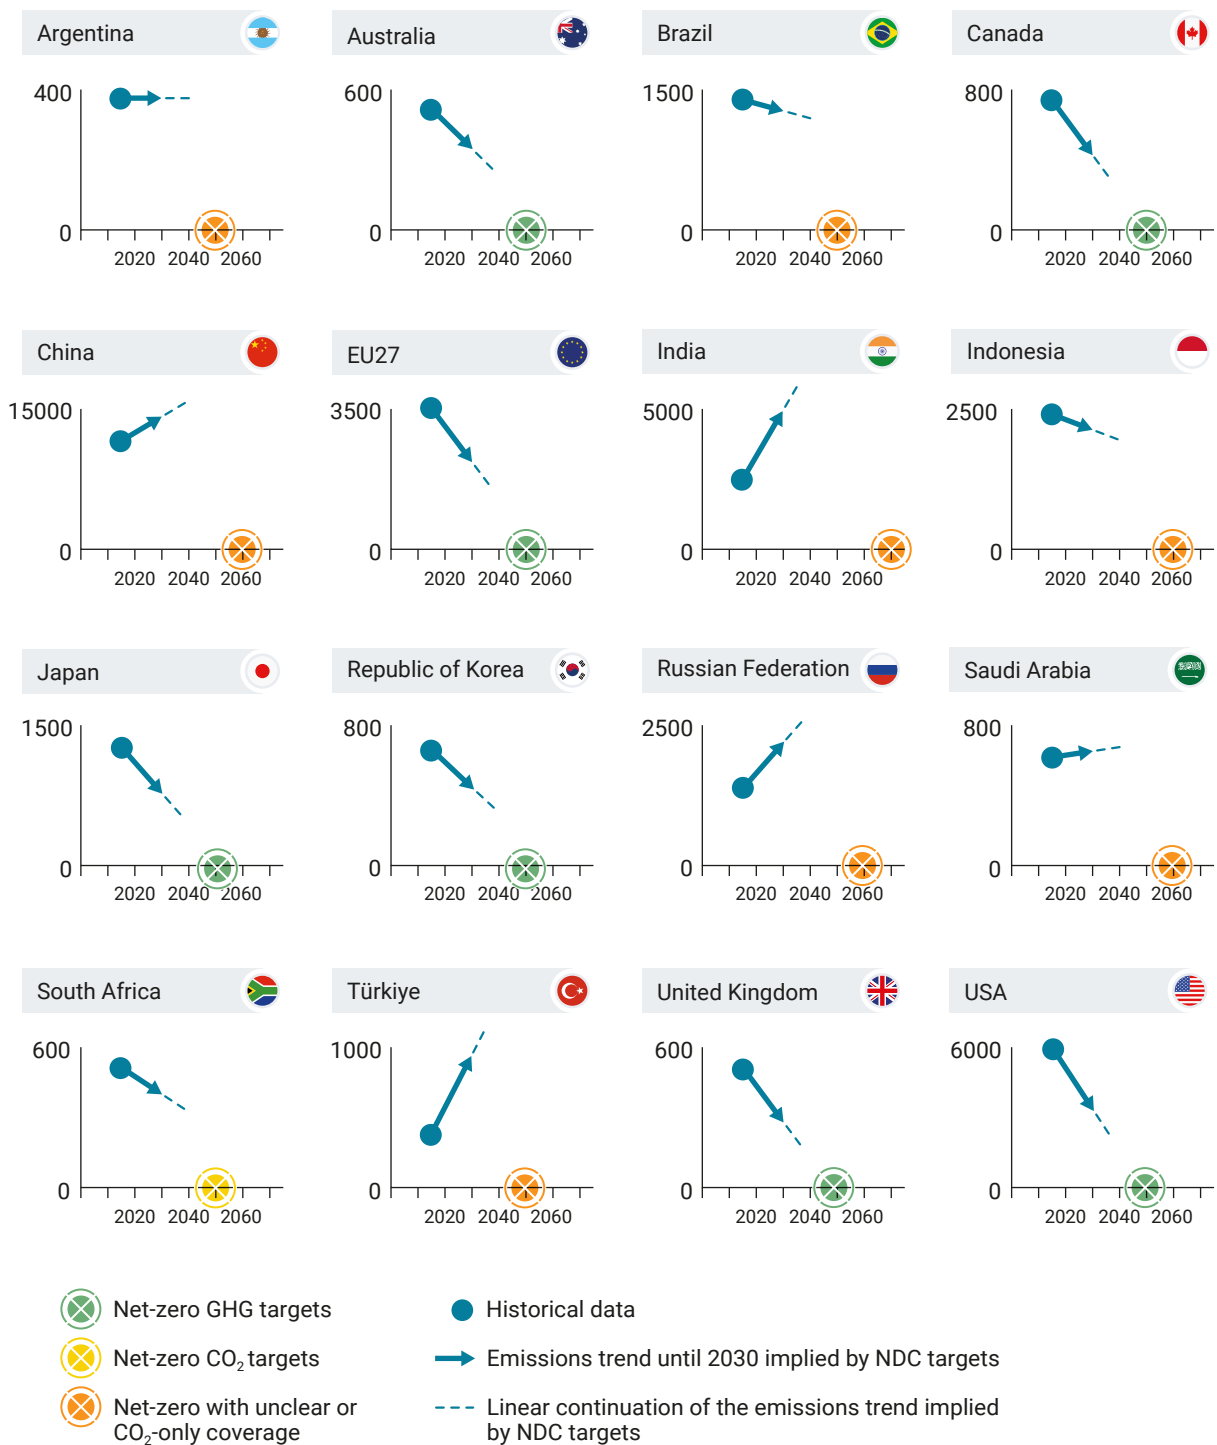 Argentina
Australia
Brazil
Canada
400
0
2020 2040 2060
600
0
2020 2040 2060
1500
0
2020 2040 2060
800
0
2020 2040 2060
China
EU27
India
Indonesia
15000
0
2020 2040 2060
3500
0
2020 2040 2060
5000
0
2020 2040 2060
2500
0
2020 2040 2060
Japan
Republic of Korea
Russian Federation
Saudi Arabia
1500
0
2020 2040 2060
800
0
2020 2040 2060
2500
0
2020 2040 2060
800
0
2020 2040 2060
South Africa
Türkiye
United Kingdom
USA
600
0
2020 2040 2060
1000
0
2020 2040 2060
600
0
2020 2040 2060
6000
0
2020 2040 2060
Net-zero GHG targets
Net-zero CO₂ targets
Net-zero with unclear or
CO₂-only coverage
Historical data
Emissions trend until 2030 implied by NDC targets
Linear continuation of the emissions trend implied
by NDC targets